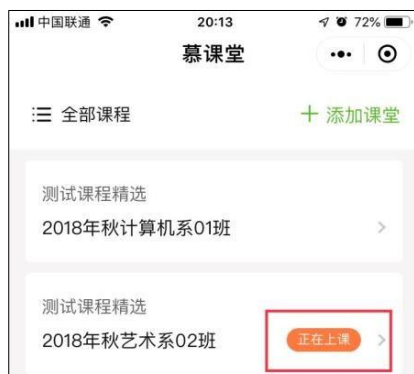 中国联通 20:13 72%
慕课堂
全部课程 添加课堂
测试课程精选
2018年秋计算机系01班
测试课程精选
2018年秋艺术系02班 正在上课